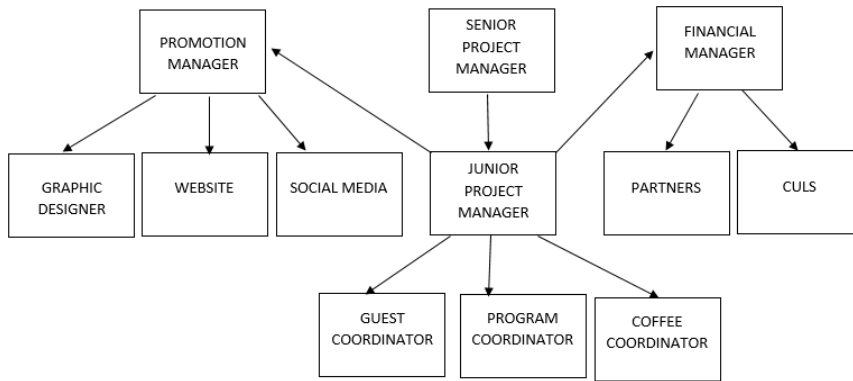 PROMOTION
MANAGER
SENIOR
PROJECT
MANAGER
FINANCIAL
MANAGER
GRAPHIC
DESIGNER
WEBSITE
SOCIAL MEDIA
JUNIOR
PROJECT
MANAGER
PARTNERS
CULS
GUEST
COORDINATOR
PROGRAM
COORDINATOR
COFFEE
COORDINATOR